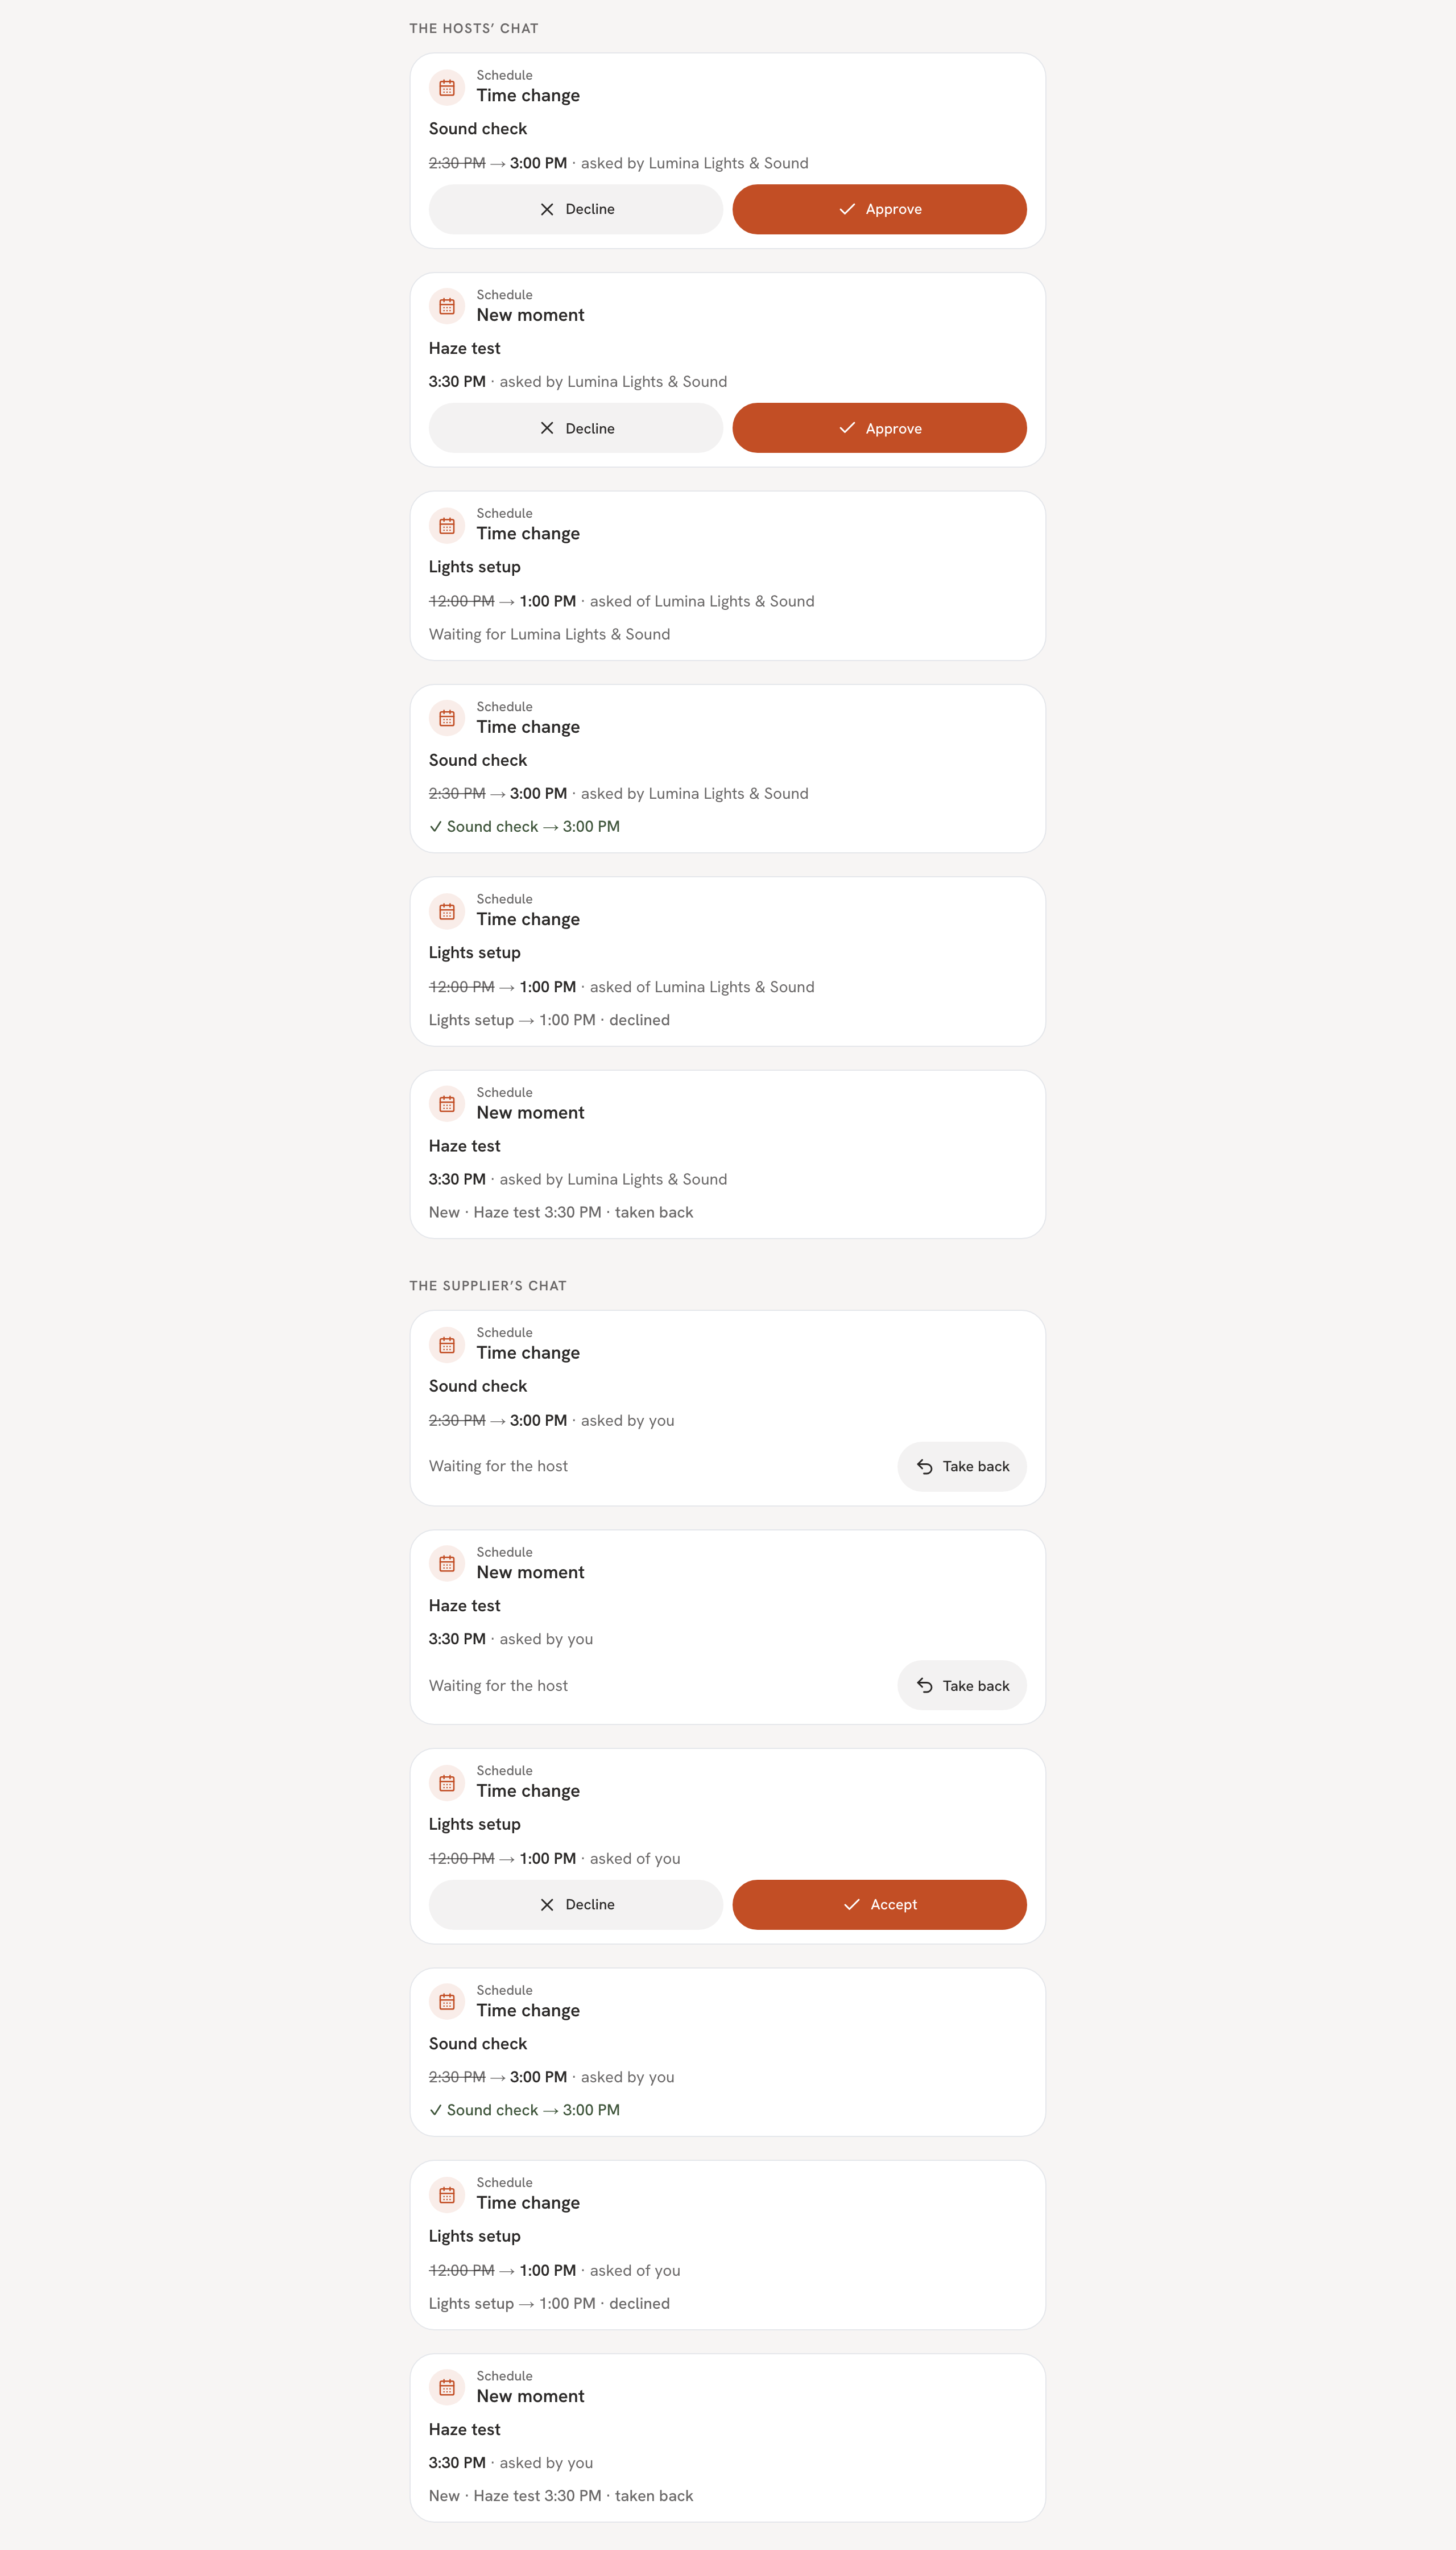 THE HOSTS’ CHAT
Schedule
Time change
Sound check
2:30 PM → 3:00 PM · asked by Lumina Lights & Sound
Decline
Approve
Schedule
New moment
Haze test
3:30 PM · asked by Lumina Lights & Sound
Decline
Approve
Schedule
Time change
Lights setup
12:00 PM → 1:00 PM · asked of Lumina Lights & Sound
Waiting for Lumina Lights & Sound
Schedule
Time change
Sound check
2:30 PM → 3:00 PM · asked by Lumina Lights & Sound
✓ Sound check → 3:00 PM
Schedule
Time change
Lights setup
12:00 PM → 1:00 PM · asked of Lumina Lights & Sound
Lights setup → 1:00 PM · declined
Schedule
New moment
Haze test
3:30 PM · asked by Lumina Lights & Sound
New · Haze test 3:30 PM · taken back
THE SUPPLIER’S CHAT
Schedule
Time change
Sound check
2:30 PM → 3:00 PM · asked by you
Waiting for the host
Take back
Schedule
New moment
Haze test
3:30 PM · asked by you
Waiting for the host
Take back
Schedule
Time change
Lights setup
12:00 PM → 1:00 PM · asked of you
Decline
Accept
Schedule
Time change
Sound check
2:30 PM → 3:00 PM · asked by you
✓ Sound check → 3:00 PM
Schedule
Time change
Lights setup
12:00 PM → 1:00 PM · asked of you
Lights setup → 1:00 PM · declined
Schedule
New moment
Haze test
3:30 PM · asked by you
New · Haze test 3:30 PM · taken back